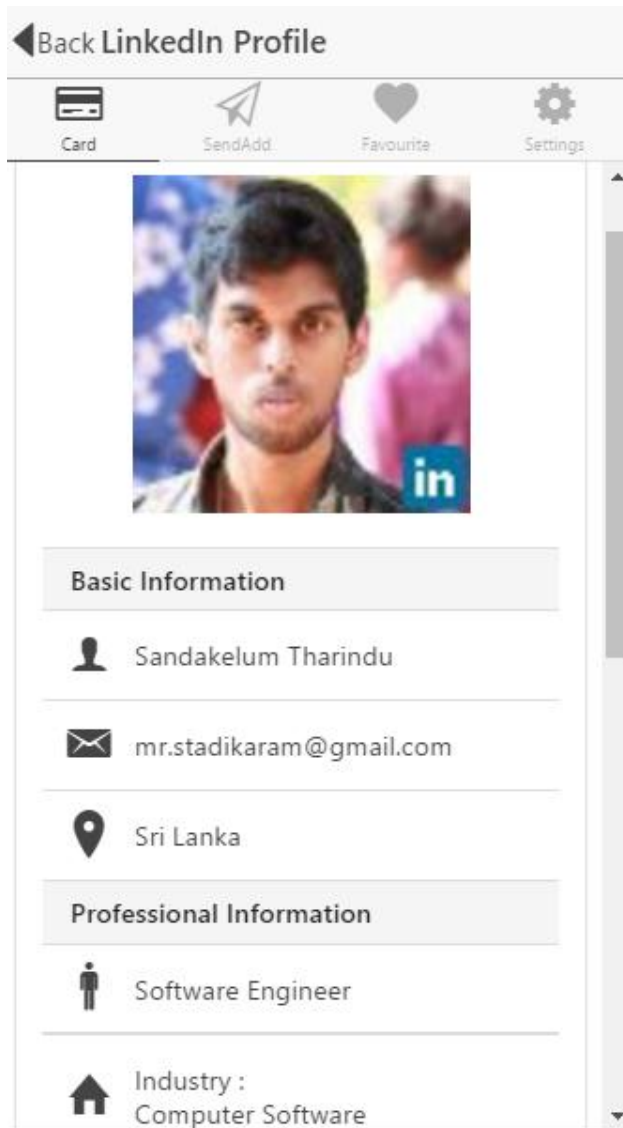 Back LinkedIn Profile
Card SendAdd Favourite Settings
in
Basic Information
Sandakelum Tharindu
mr.stadikaram@gmail.com
Sri Lanka
Professional Information
Software Engineer
Industry :
Computer Software